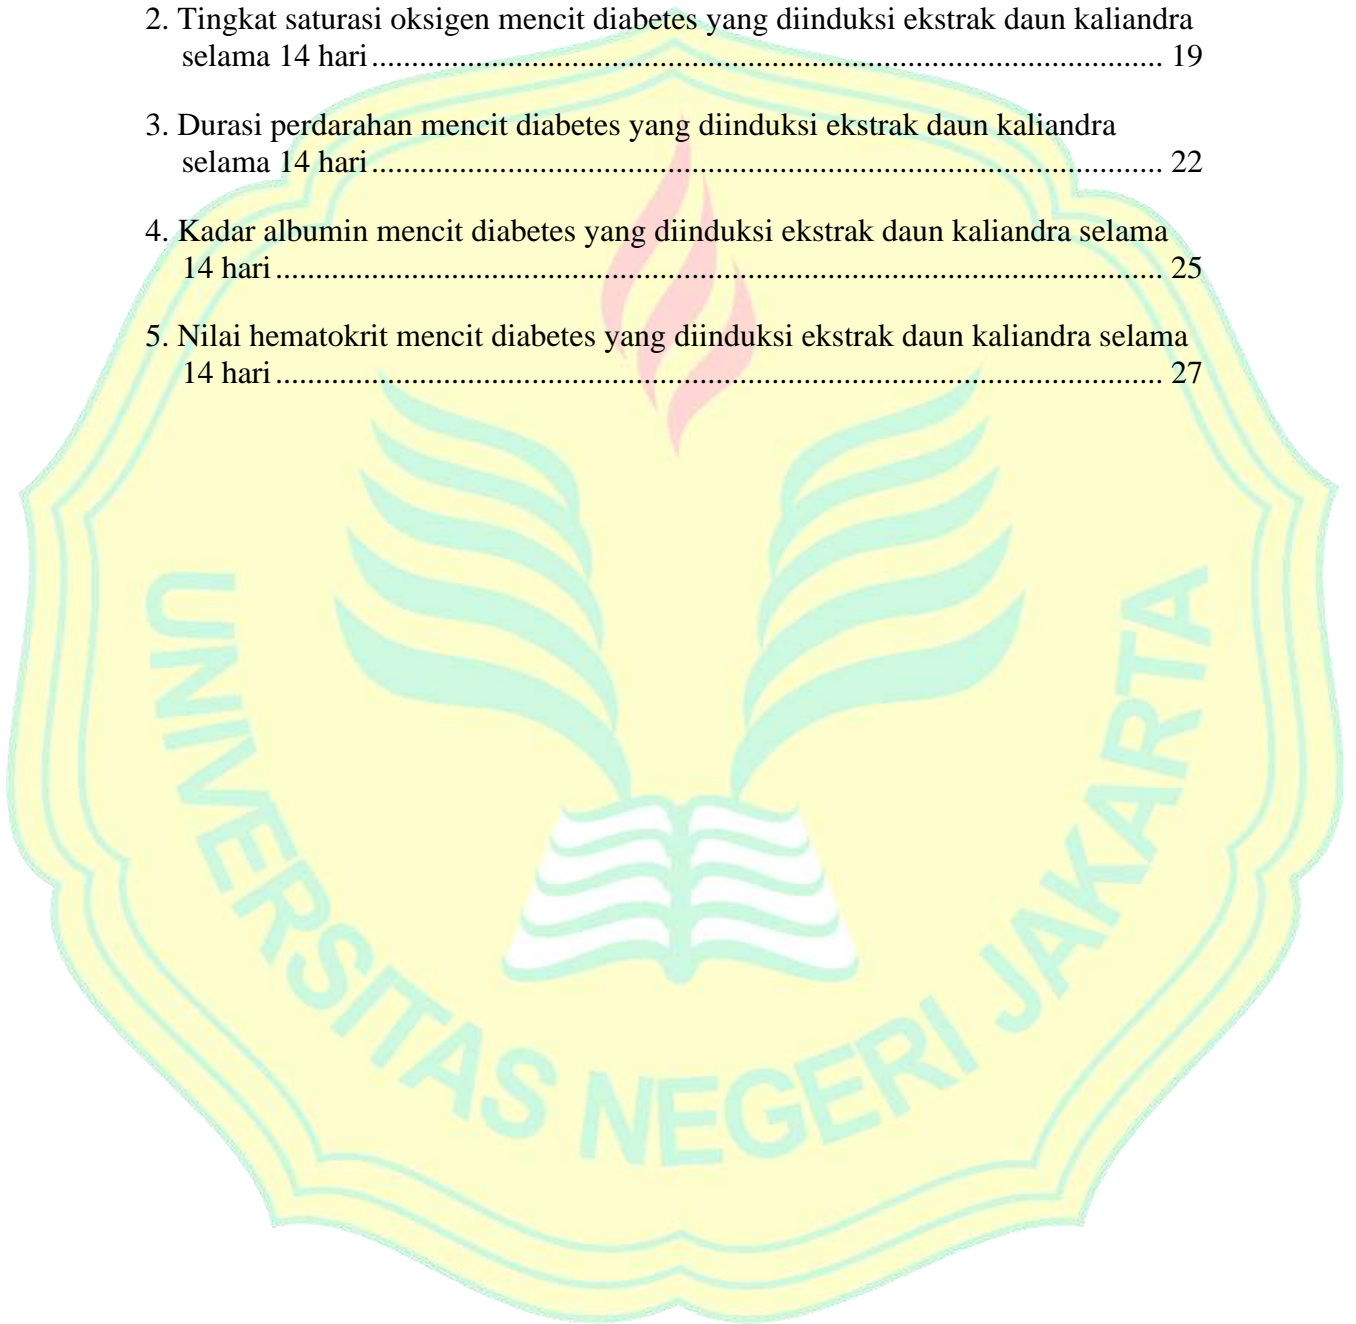 2. Tingkat saturasi oksigen mencit diabetes yang diinduksi ekstrak daun kaliandra
selama 14 hari.................................................................................................... 19
3. Durasi perdarahan mencit diabetes yang diinduksi ekstrak daun kaliandra
selama 14 hari.................................................................................................... 22
4. Kadar albumin mencit diabetes yang diinduksi ekstrak daun kaliandra selama
14 hari................................................................................................................ 25
5. Nilai hematokrit mencit diabetes yang diinduksi ekstrak daun kaliandra selama
14 hari................................................................................................................ 27
UNIVERSITAS NEGERI JAKARTA